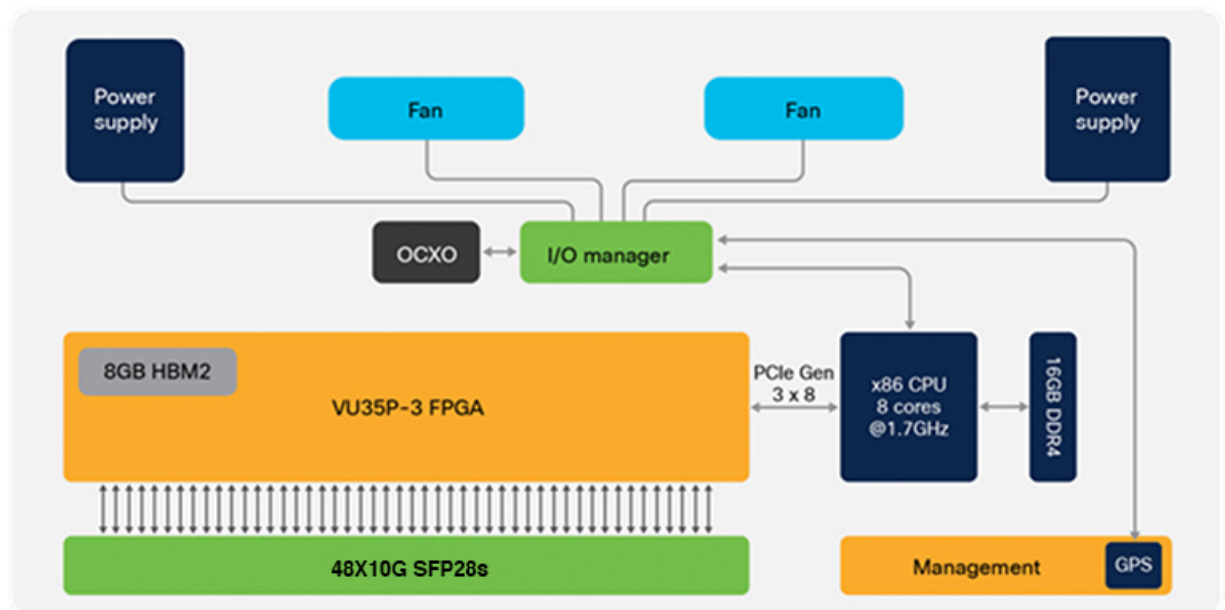 Power
supply
Fan
Fan
Power
supply
OCXO
I/O manager
8GB HBM2
VU35P-3 FPGA
PCIe Gen
3 x 8
x86 CPU
8 cores
@1.7GHz
16GB DDR4
48X10G SFP28s
Management
GPS